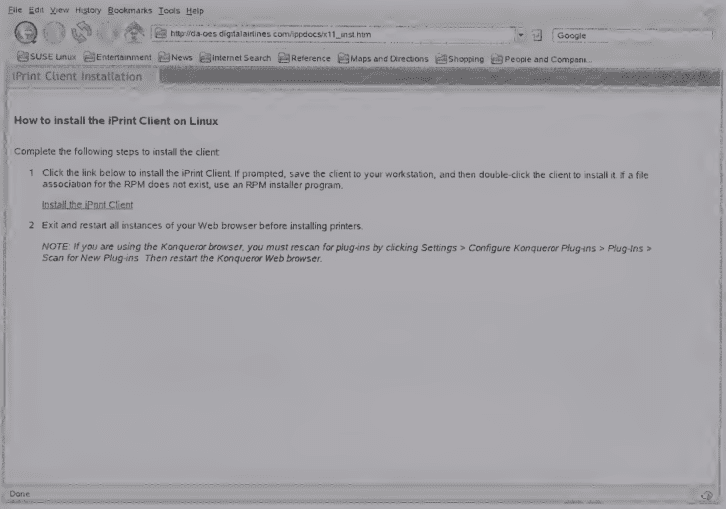 File Edit View History Bookmarks Tools Help
http://da-oes.digitalairlines.com/ippdocs/x11_inst.htm
Google
SUSE Linux Entertainment News Internet Search Reference Maps and Directions Shopping People and Compani...
iPrint Client Installation
How to install the iPrint Client on Linux
Complete the following steps to install the client:
1 Click the link below to install the iPrint Client. If prompted, save the client to your workstation, and then double-click the client to install it. If a file
association for the RPM does not exist, use an RPM installer program.
Install the iPrint Client
2 Exit and restart all instances of your Web browser before installing printers.
NOTE: If you are using the Konqueror browser, you must rescan for plug-ins by clicking Settings > Configure Konqueror Plug-ins > Plug-Ins >
Scan for New Plug-ins. Then restart the Konqueror Web browser.
Done